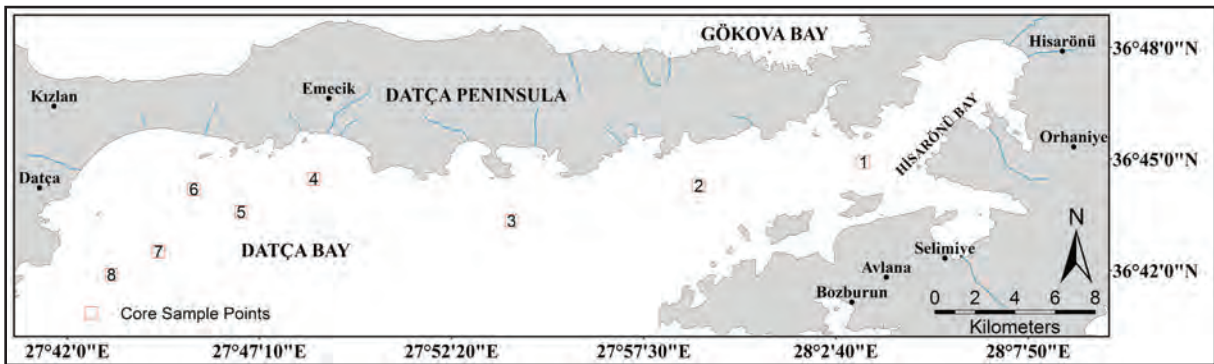 GÖKOVA BAY
Hisarönü
36°48'0"N
Kızlan
Emecik
DATÇA PENINSULA
HİSARÖNÜ BAY
Orhaniye
36°45'0"N
Datça
1
2
3
4
5
6
7
8
DATÇA BAY
N
Selimiye
Avlana
Bozburun
36°42'0"N
0 2 4 6 8
Kilometers
Core Sample Points
27°42'0"E 27°47'10"E 27°52'20"E 27°57'30"E 28°2'40"E 28°7'50"E